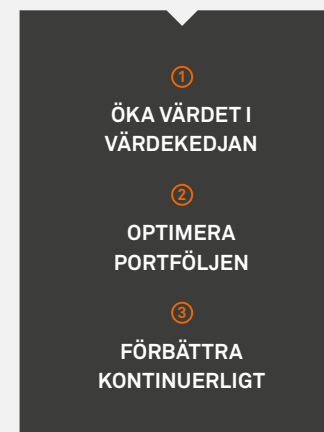 1
ÖKA VÄRDET I
VÄRDEKEDJAN
2
OPTIMERA
PORTFÖLJEN
3
FÖRBÄTTRA
KONTINUERLIGT